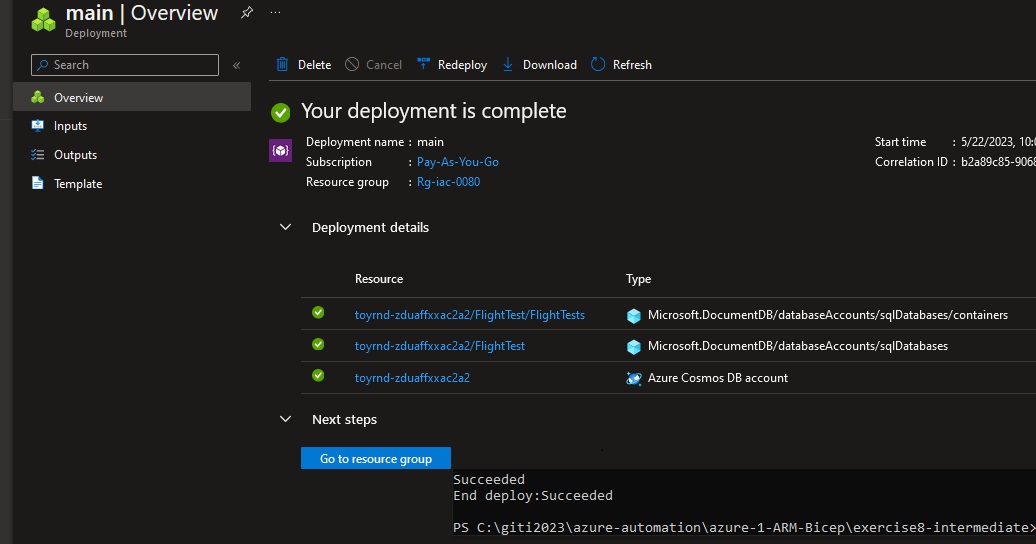 main | Overview
Deployment
Search
«
Delete
Cancel
Redeploy
Download
Refresh
Overview
Inputs
Outputs
Template
Your deployment is complete
Deployment name : main
Subscription : Pay-As-You-Go
Resource group : Rg-iac-0080
Start time : 5/22/2023, 10:
Correlation ID : b2a89c85-906
Deployment details
Resource Type
toyrnd-zduaffxxac2a2/FlightTest/FlightTests Microsoft.DocumentDB/databaseAccounts/sqlDatabases/containers
toyrnd-zduaffxxac2a2/FlightTest Microsoft.DocumentDB/databaseAccounts/sqlDatabases
toyrnd-zduaffxxac2a2 Azure Cosmos DB account
Next steps
Go to resource group
Succeeded
End deploy:Succeeded
PS C:\giti2023\azure-automation\azure-1-ARM-Bicep\exercise8-intermediate>